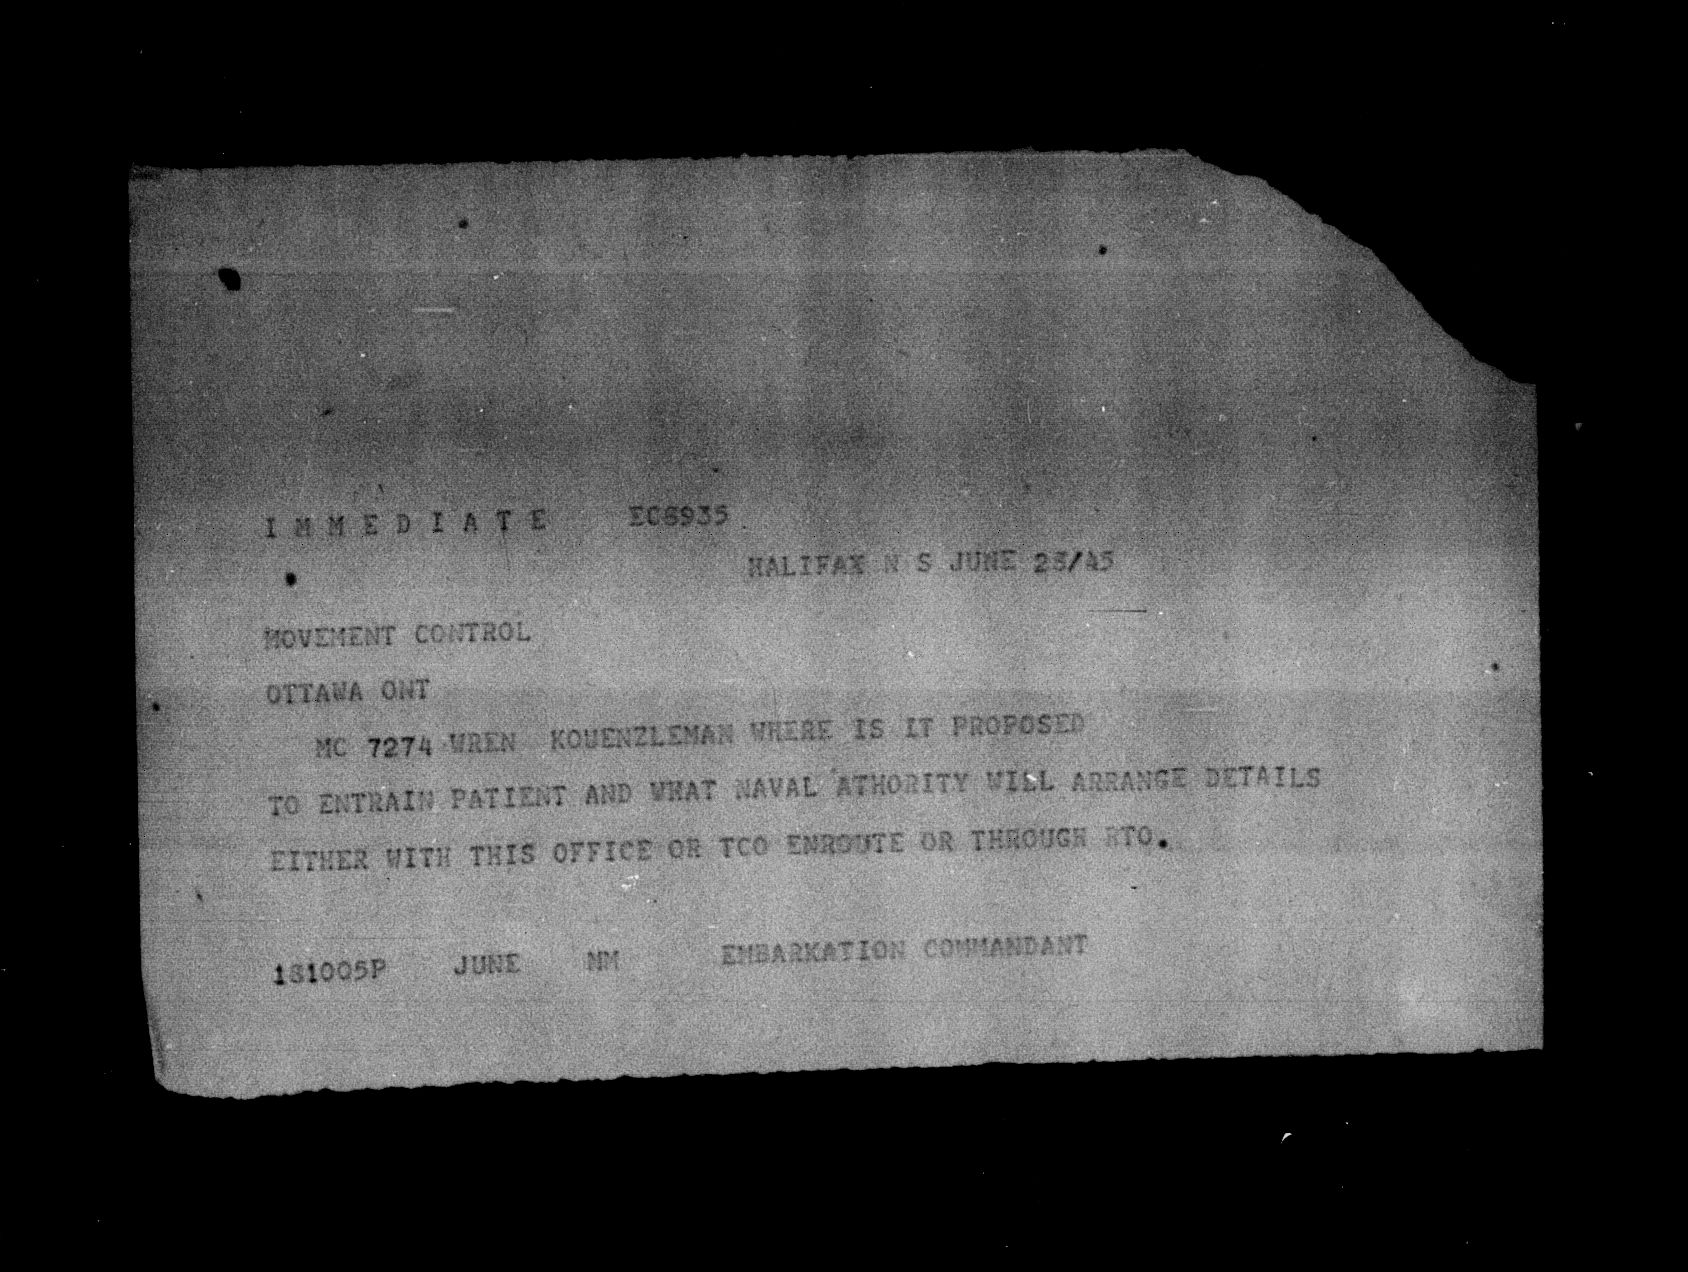 I M M E D I A T E EC8935
HALIFAX N S JUNE 23/45
MOVEMENT CONTROL
OTTAWA ONT
MC 7274 WREN KOUENZLEMAN WHERE IS IT PROPOSED
TO ENTRAIN PATIENT AND WHAT NAVAL ATHORITY WILL ARRANGE DETAILS
EITHER WITH THIS OFFICE OR TCO ENROUTE OR THROUGH RTO.
181005P JUNE NM EMBARKATION COMMANDANT